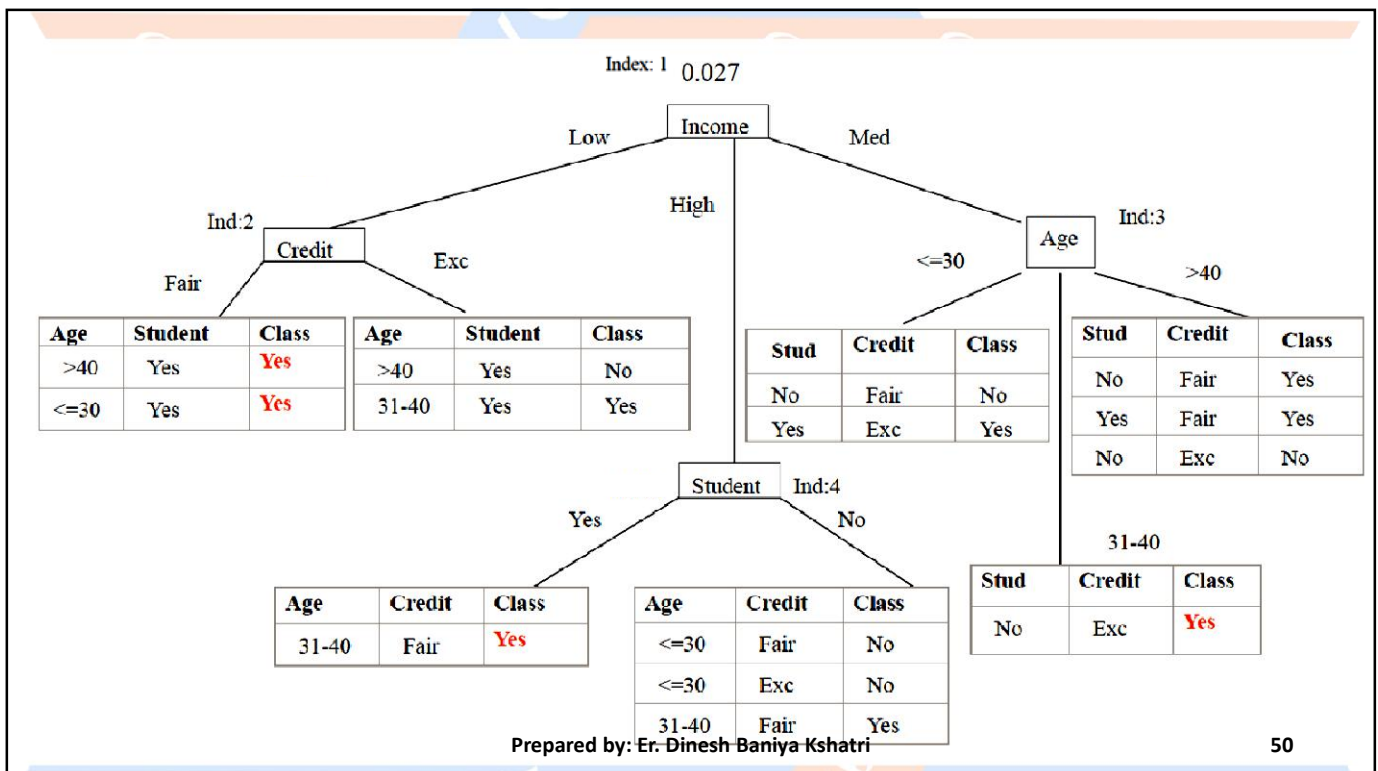 Index: 1 0.027
Income
Low
High
Med
Ind:2
Credit
Fair
Exc
Ind:3
Age
<=30
>40
31-40
Age Student Class
>40 Yes Yes
<=30 Yes Yes
Age Student Class
>40 Yes No
31-40 Yes Yes
Stud Credit Class
No Fair No
Yes Exc Yes
Stud Credit Class
No Fair Yes
Yes Fair Yes
No Exc No
Student Ind:4
Yes
No
Age Credit Class
31-40 Fair Yes
Age Credit Class
<=30 Fair No
<=30 Exc No
31-40 Fair Yes
Stud Credit Class
No Exc Yes
Prepared by: Er. Dinesh Baniya Kshatri
50